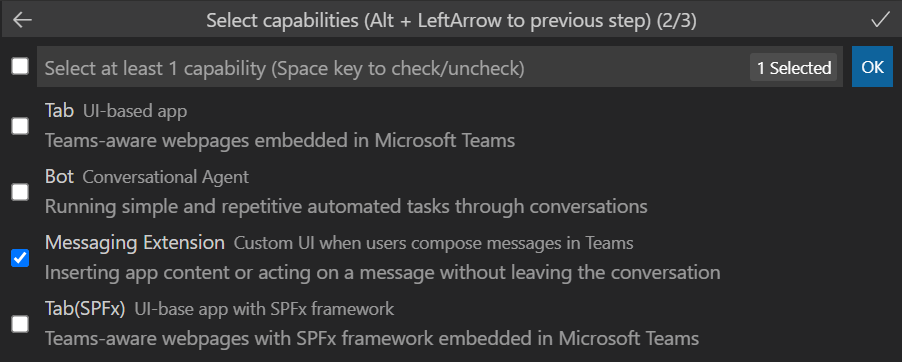 Select capabilities (Alt + LeftArrow to previous step) (2/3)
Select at least 1 capability (Space key to check/uncheck) 1 Selected OK
Tab UI-based app
Teams-aware webpages embedded in Microsoft Teams
Bot Conversational Agent
Running simple and repetitive automated tasks through conversations
Messaging Extension Custom UI when users compose messages in Teams
Inserting app content or acting on a message without leaving the conversation
Tab(SPFx) UI-base app with SPFx framework
Teams-aware webpages with SPFx framework embedded in Microsoft Teams